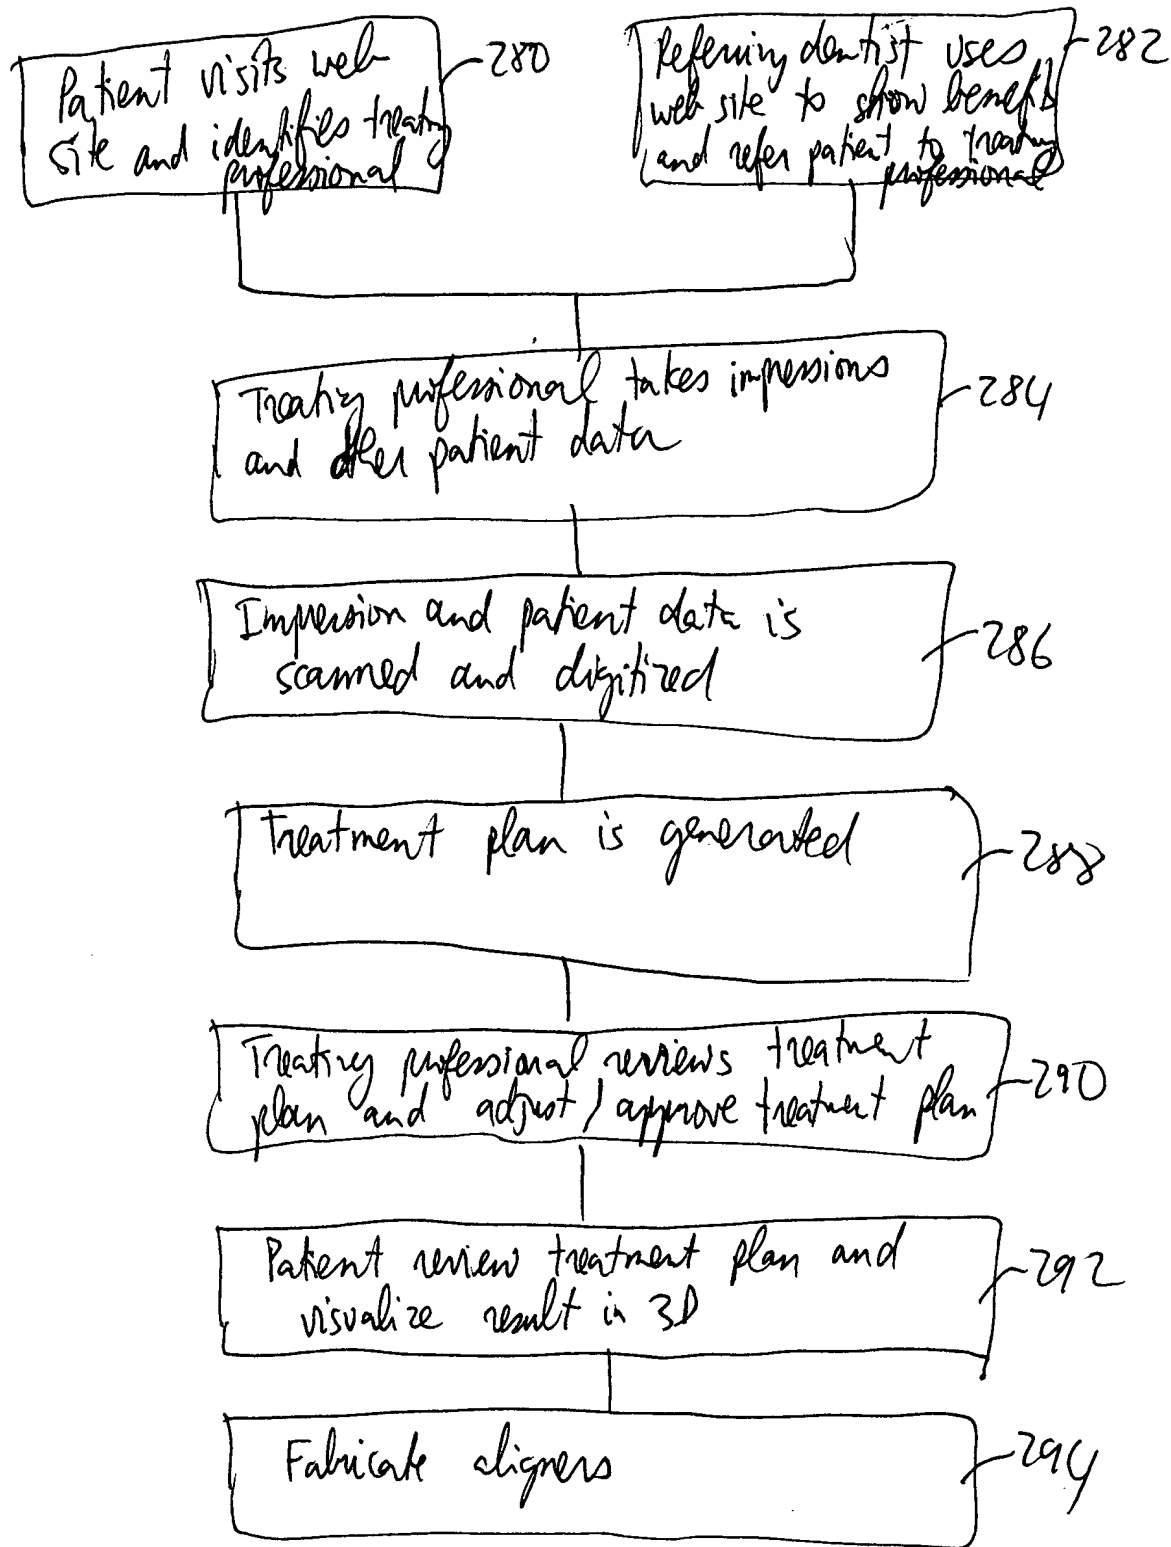 Patient visits web
site and identifies treating
professional
280
Referring dentist uses
web site to show benefits
and refer patient to treating
professional
282
Treating professional takes impressions
and other patient data
284
Impression and patient data is
scanned and digitized
286
Treatment plan is generated
288
Treating professional reviews treatment
plan and adjust / approve treatment plan
290
Patient review treatment plan and
visualize result in 3D
292
Fabricate aligners
294